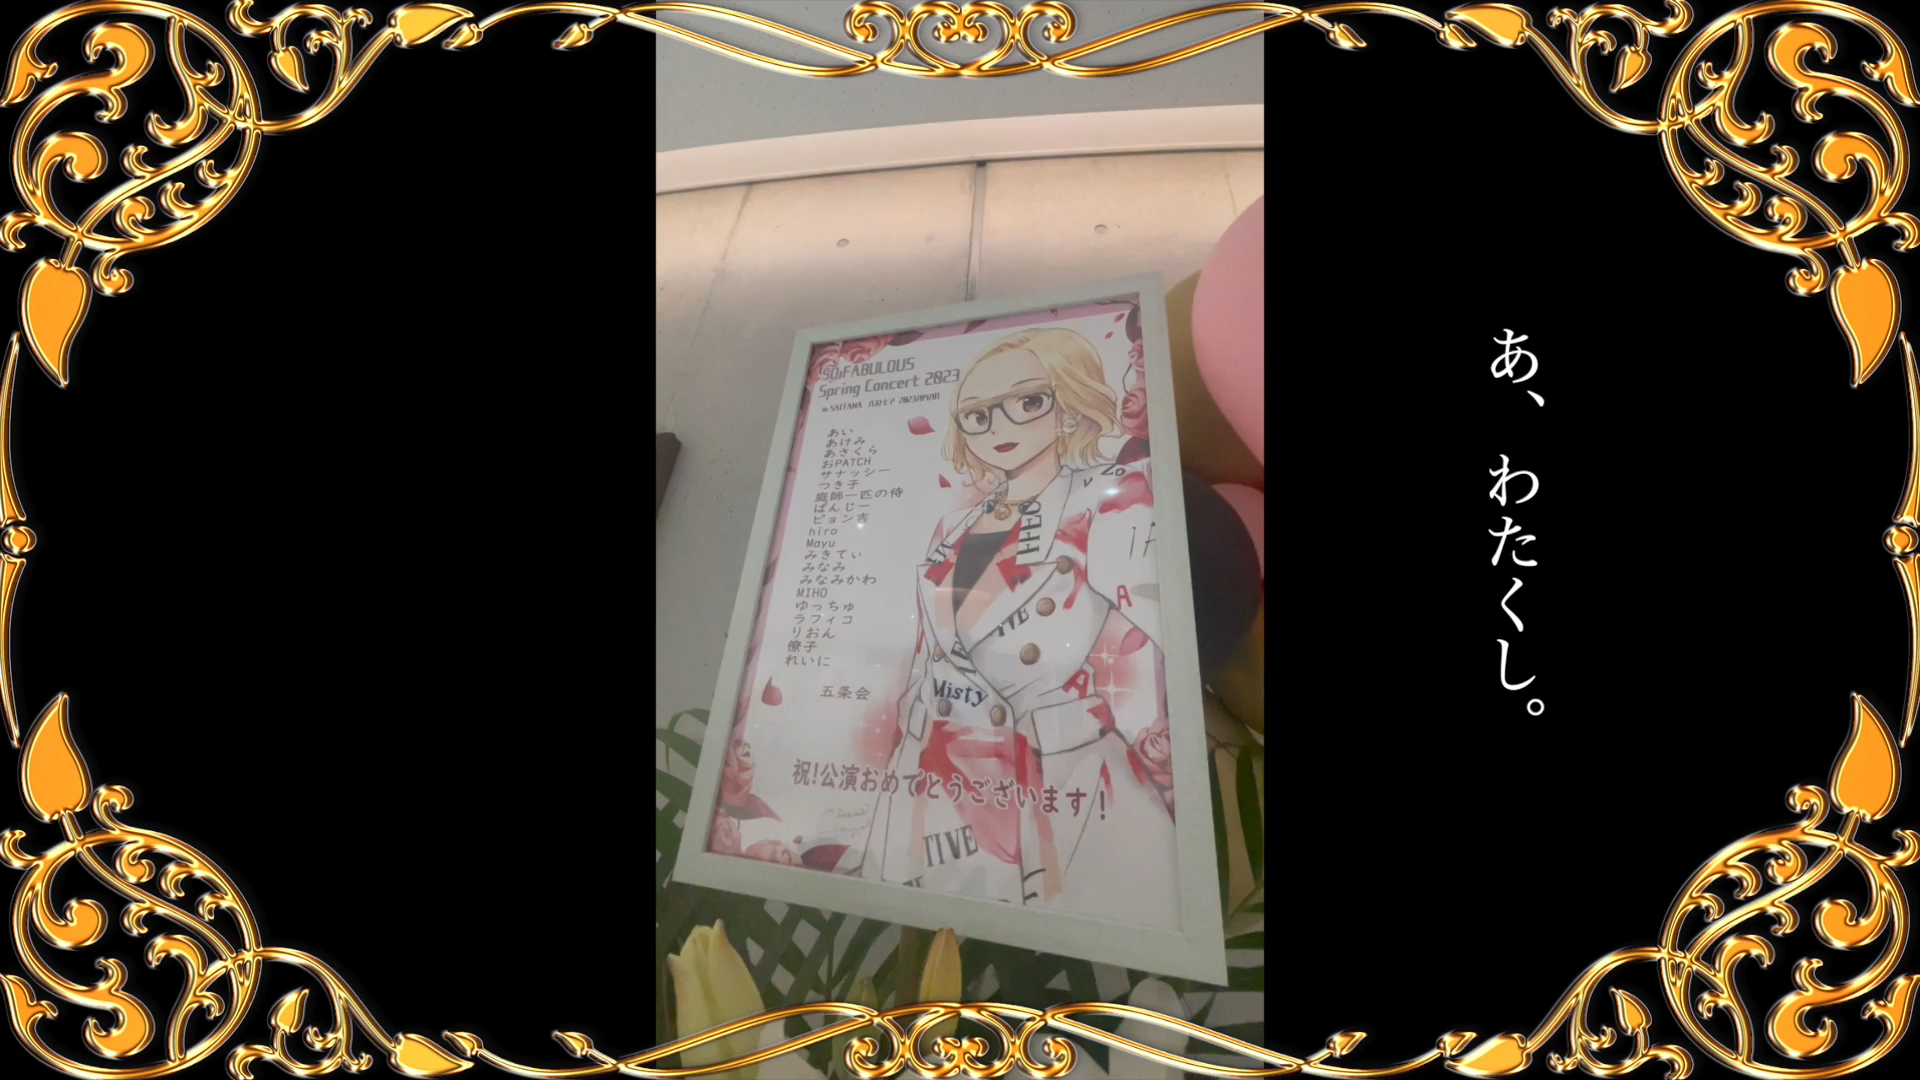 SO.FABULOUS
Spring Concert 2023
in SAITAMA
あい
あけみ
あさくら
おPATCH
サナッシー
つき子
庭師一匹の侍
ぱんじー
ピョン吉
hiro
Mayu
みきてぃ
みなみ
みなみかわ
MIHO
ゆっちゅ
ラフィコ
りおん
僚子
れいに
五条会
祝!公演おめでとうございます!
Misty
A
A
TIVE
あ、わたくし。